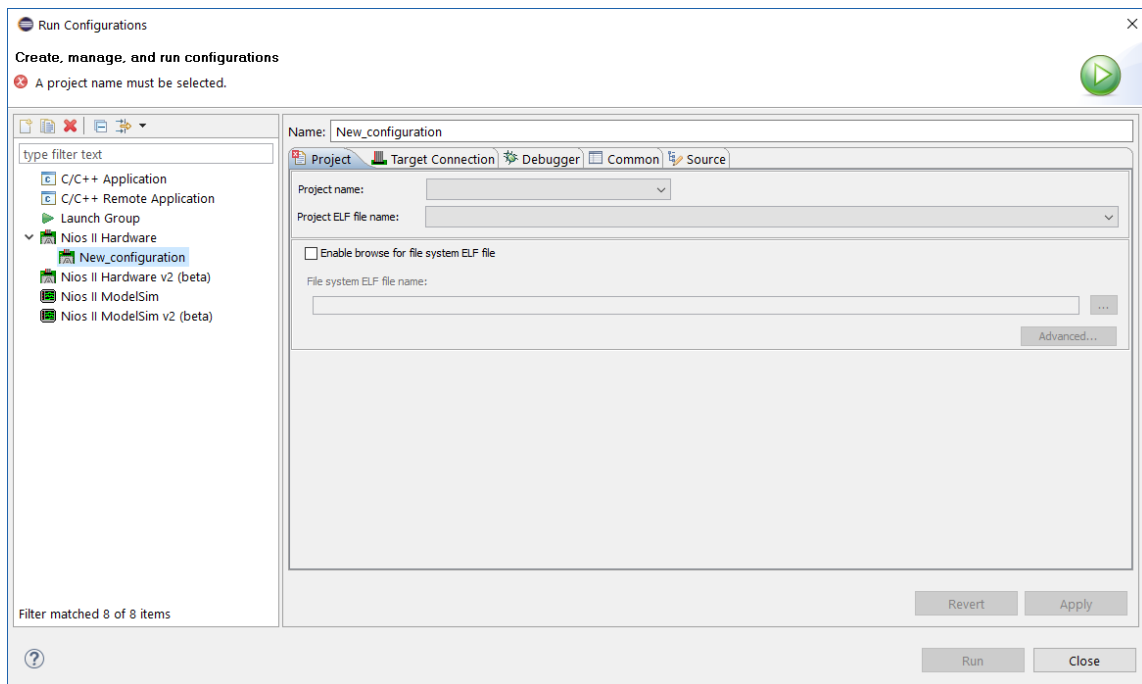 Run Configurations
Create, manage, and run configurations
A project name must be selected.
type filter text
C/C++ Application
C/C++ Remote Application
Launch Group
Nios II Hardware
New_configuration
Nios II Hardware v2 (beta)
Nios II ModelSim
Nios II ModelSim v2 (beta)
Filter matched 8 of 8 items
Name: New_configuration
Project Target Connection Debugger Common Source
Project name:
Project ELF file name:
Enable browse for file system ELF file
File system ELF file name:
...
Advanced...
Revert Apply
Run Close